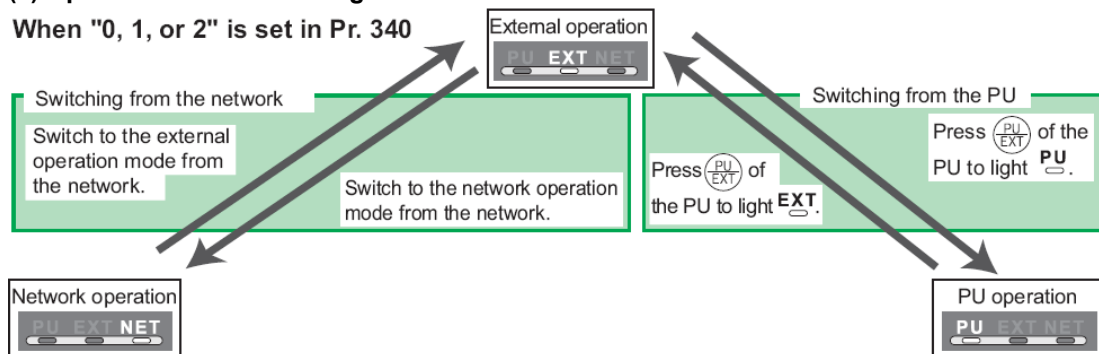 When "0, 1, or 2" is set in Pr. 340
External operation
PU EXT NET
Switching from the network
Switch to the external
operation mode from
the network.
Switch to the network operation
mode from the network.
Switching from the PU
Press PU/EXT of
the PU to light EXT.
Press PU/EXT of the
PU to light PU.
Network operation
PU EXT NET
PU operation
PU EXT NET